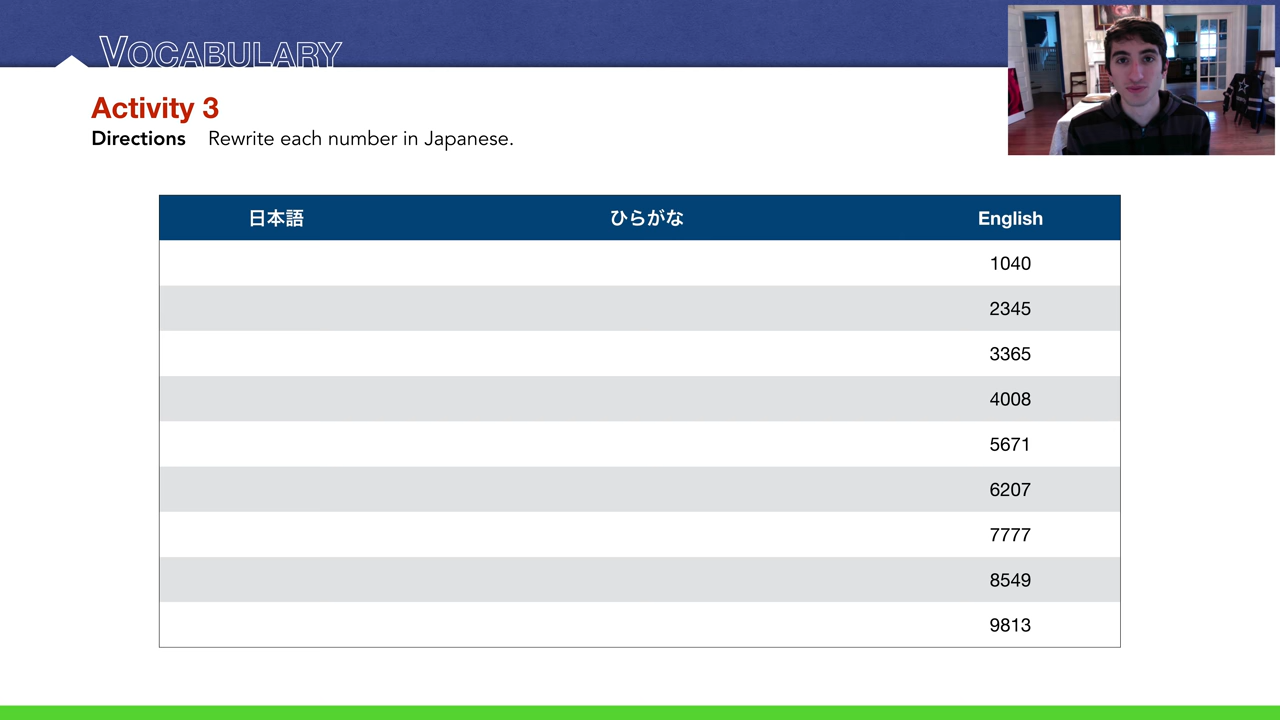 VOCABULARY
Activity 3
Directions Rewrite each number in Japanese.
日本語 ひらがな English
1040
2345
3365
4008
5671
6207
7777
8549
9813